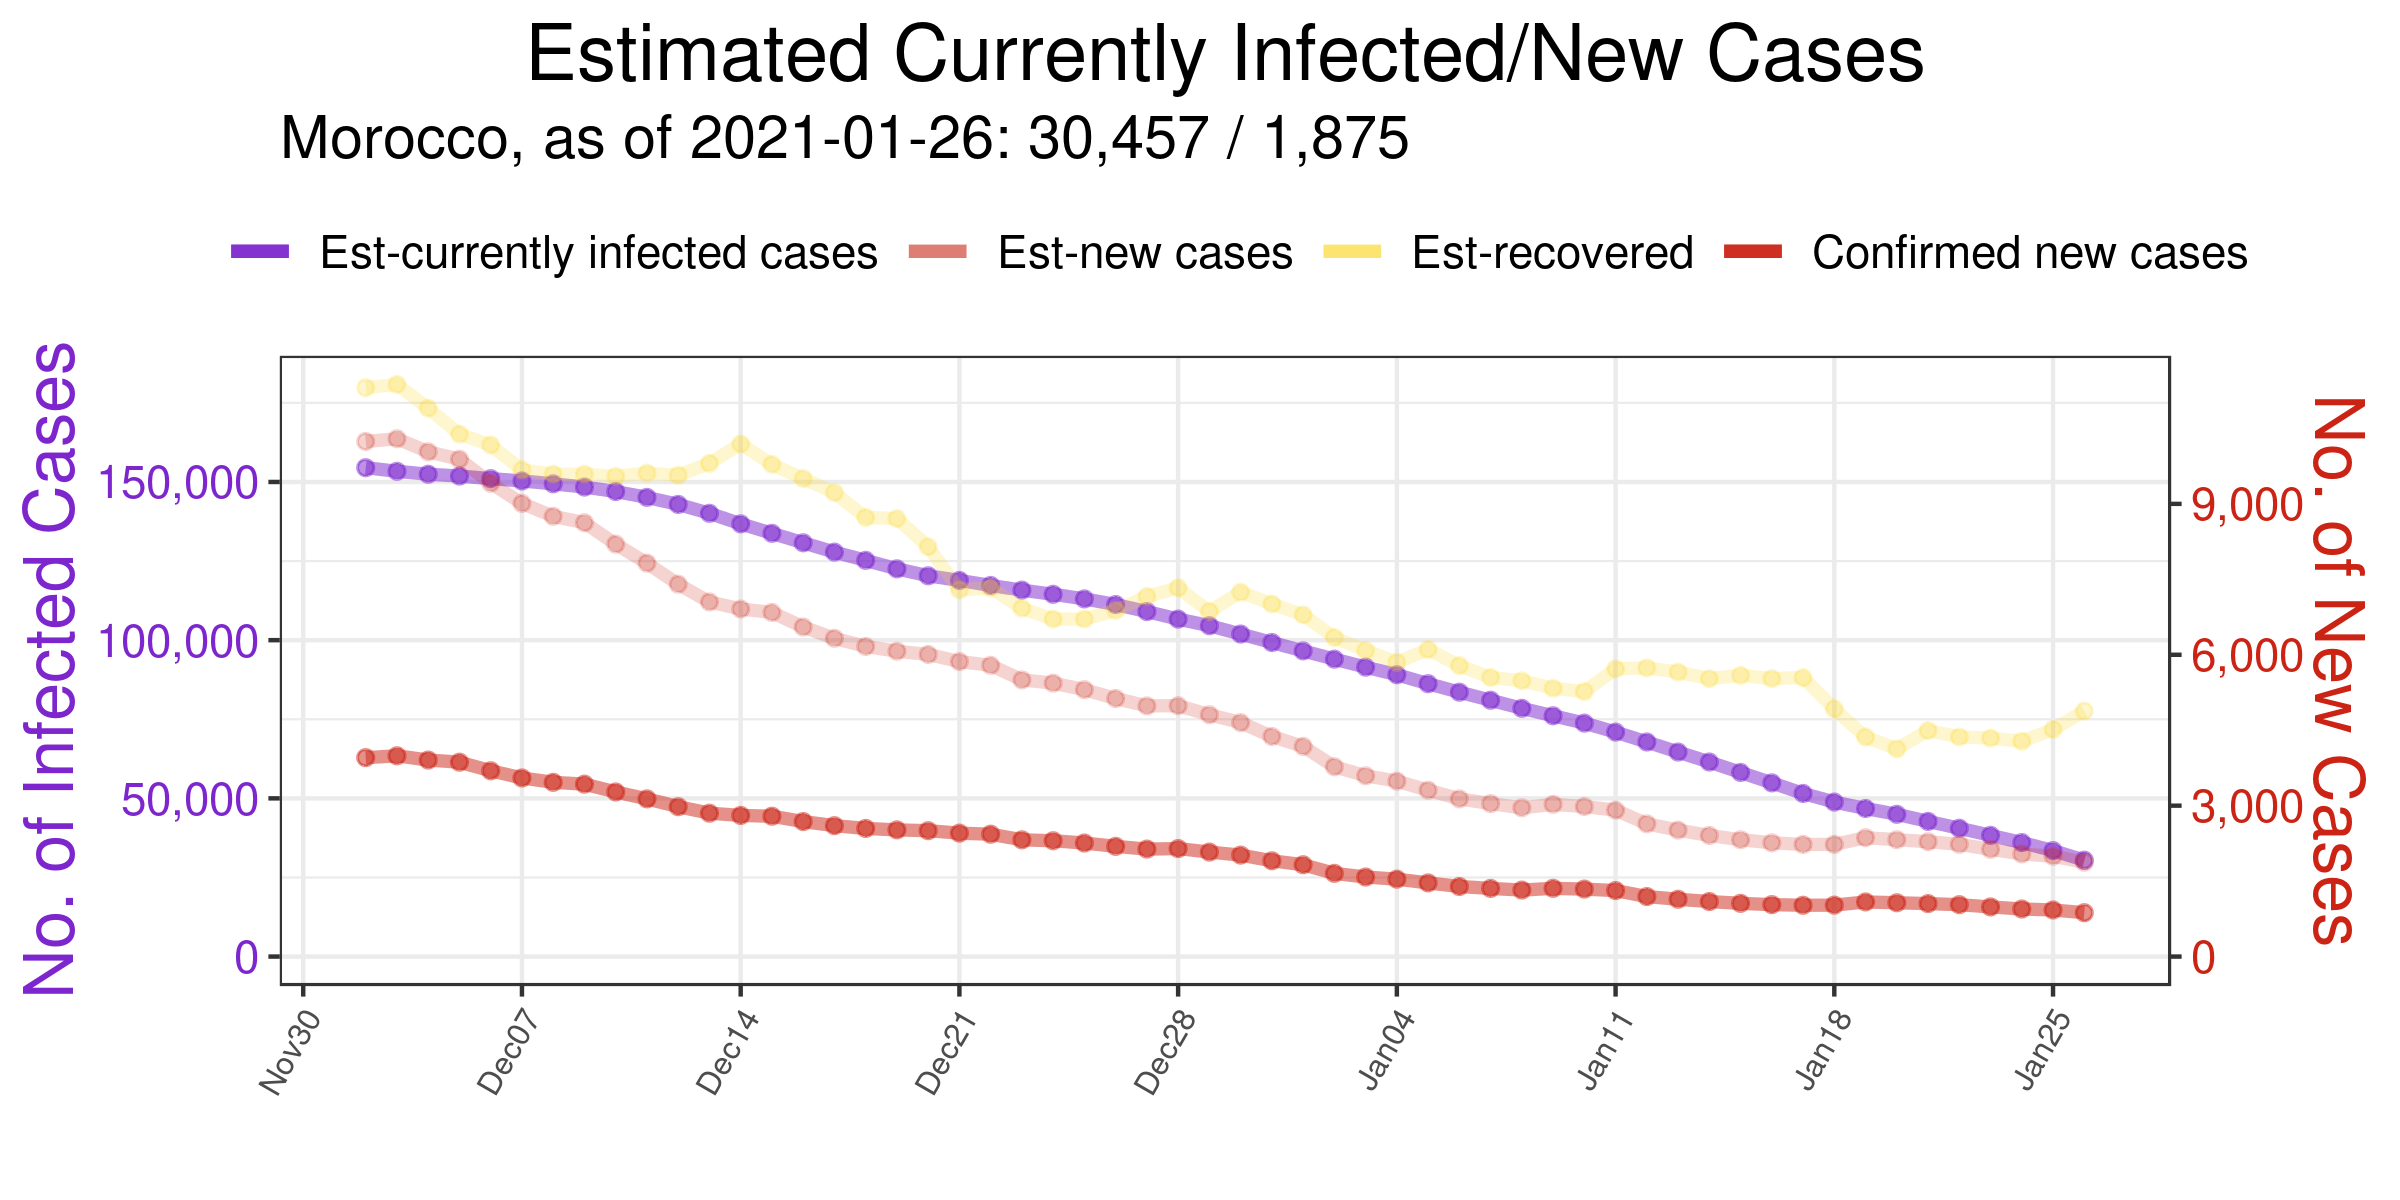 Estimated Currently Infected/New Cases
Morocco, as of 2021-01-26: 30,457 / 1,875
Est-currently infected cases Est-new cases Est-recovered Confirmed new cases
No. of Infected Cases
150,000
100,000
50,000
0
9,000
6,000
3,000
0
No. of New Cases
Nov30 Dec07 Dec14 Dec21 Dec28 Jan04 Jan11 Jan18 Jan25